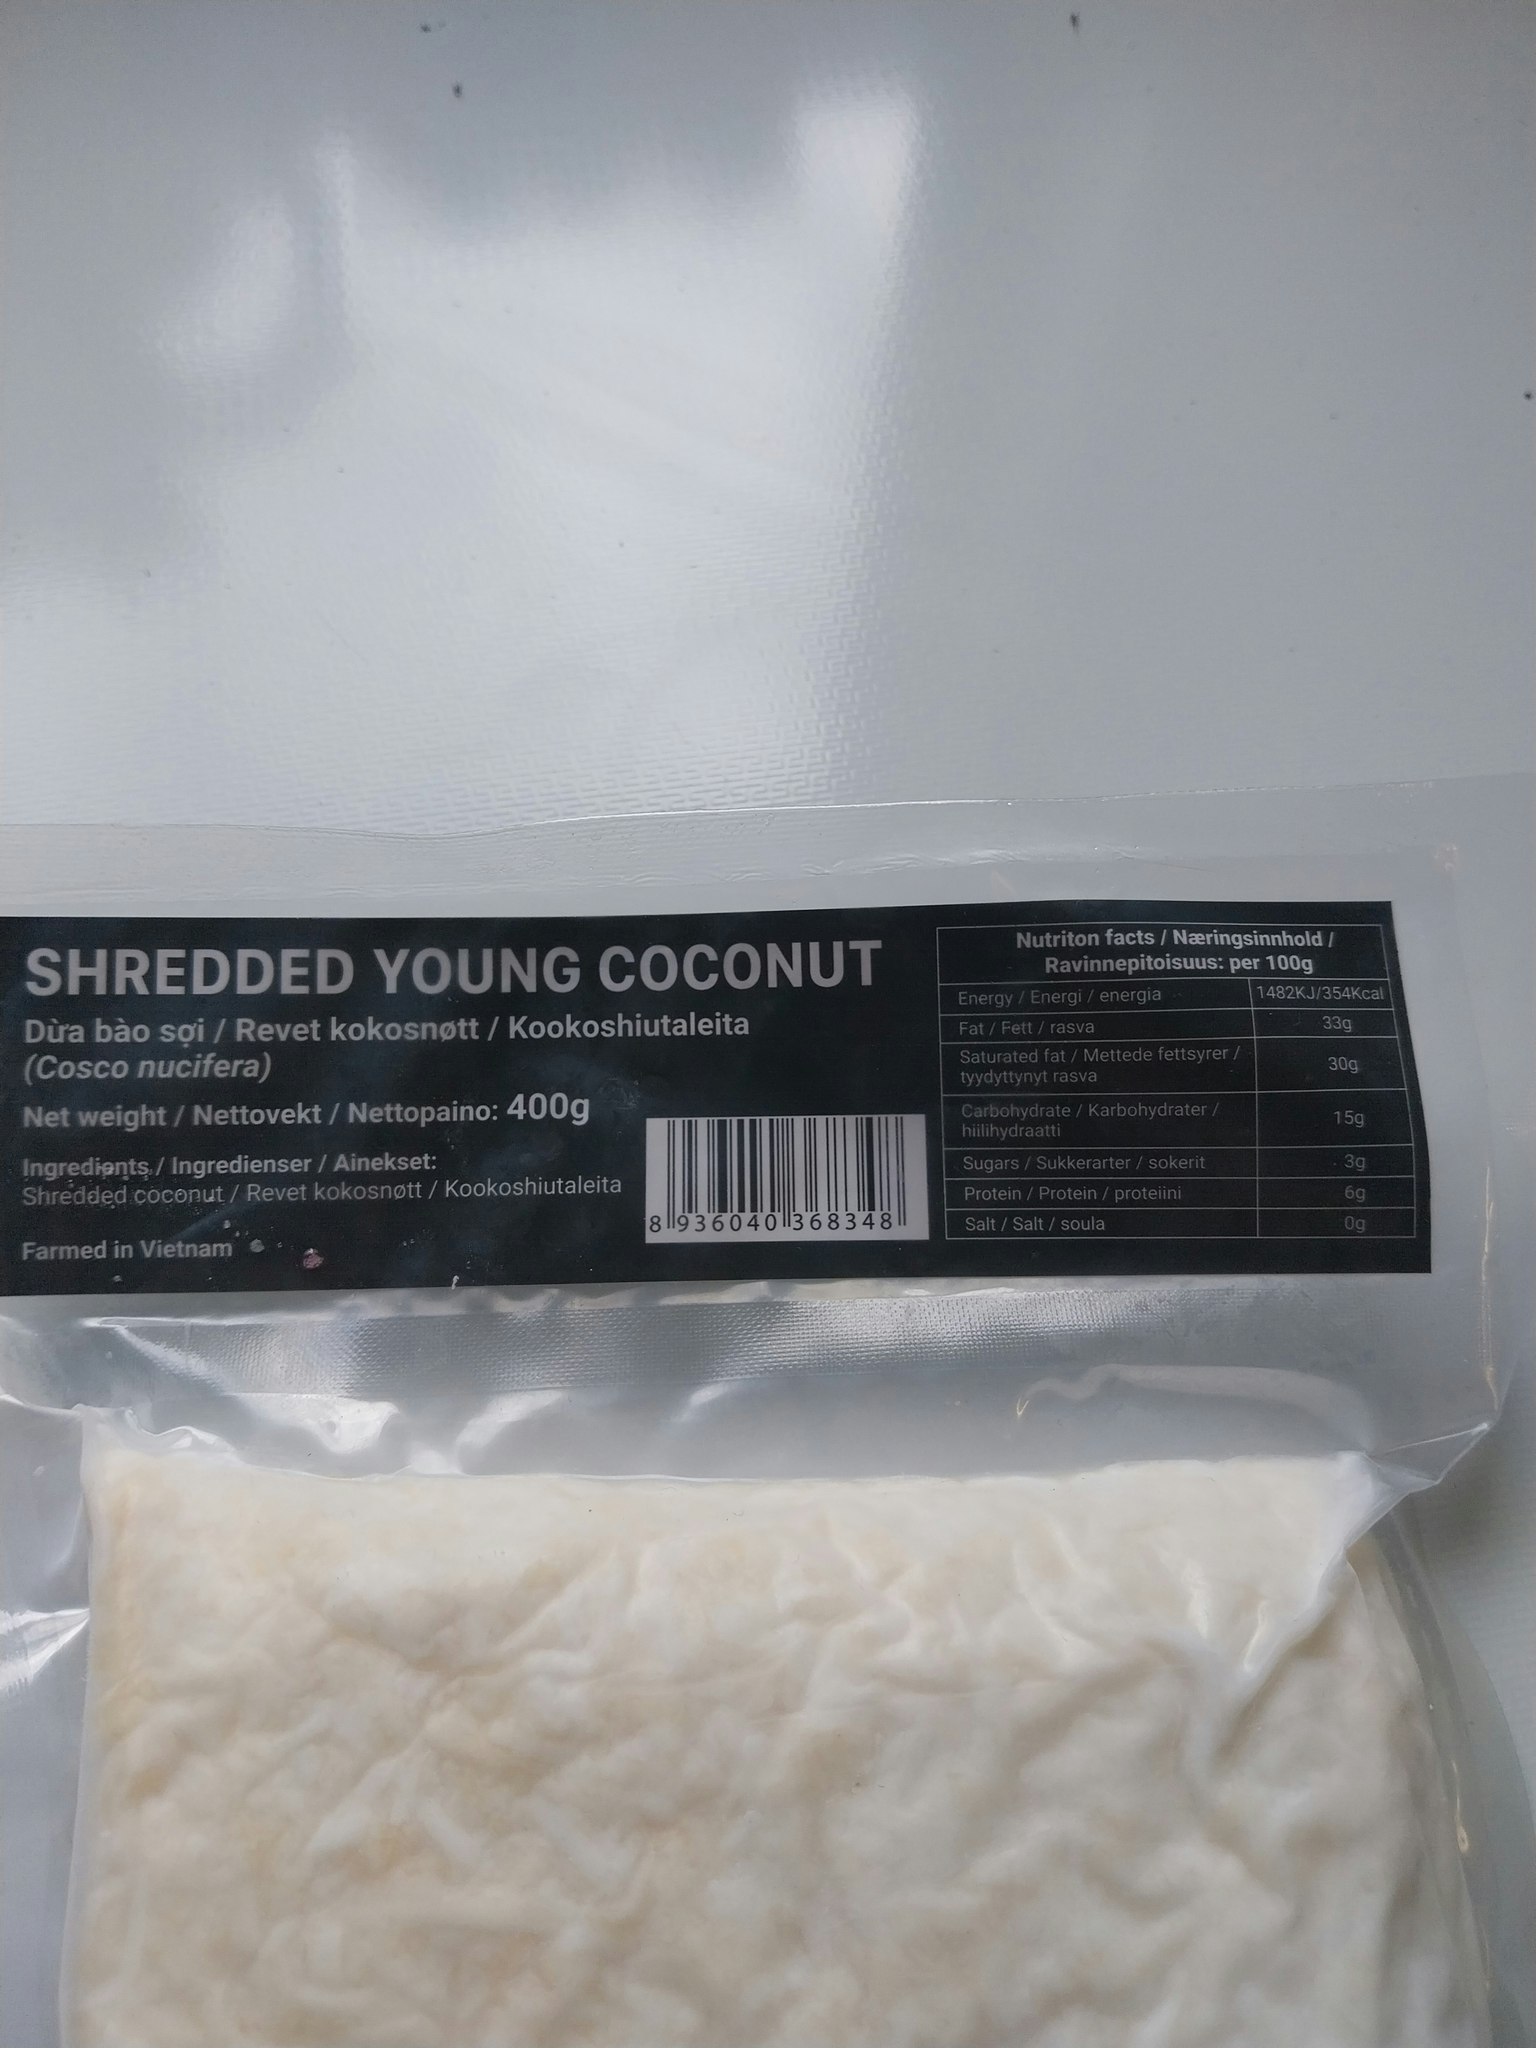 SHREDDED YOUNG COCONUT
Dừa bào sợi / Revet kokosnøtt / Kookoshiutaleita
(Cosco nucifera)
Net weight / Nettovekt / Nettopaino: 400g
Ingredients / Ingredienser / Ainekset:
Shredded coconut / Revet kokosnøtt / Kookoshiutaleita
Farmed in Vietnam
8 936040 368348
Nutriton facts / Næringsinnhold /
Ravinnepitoisuus: per 100g
Energy / Energi / energia 1482KJ/354Kcal
Fat / Fett / rasva 33g
Saturated fat / Mettede fettsyrer /
tyydyttynyt rasva 30g
Carbohydrate / Karbohydrater /
hiilihydraatti 15g
Sugars / Sukkerarter / sokerit 3g
Protein / Protein / proteiini 6g
Salt / Salt / suola 0g